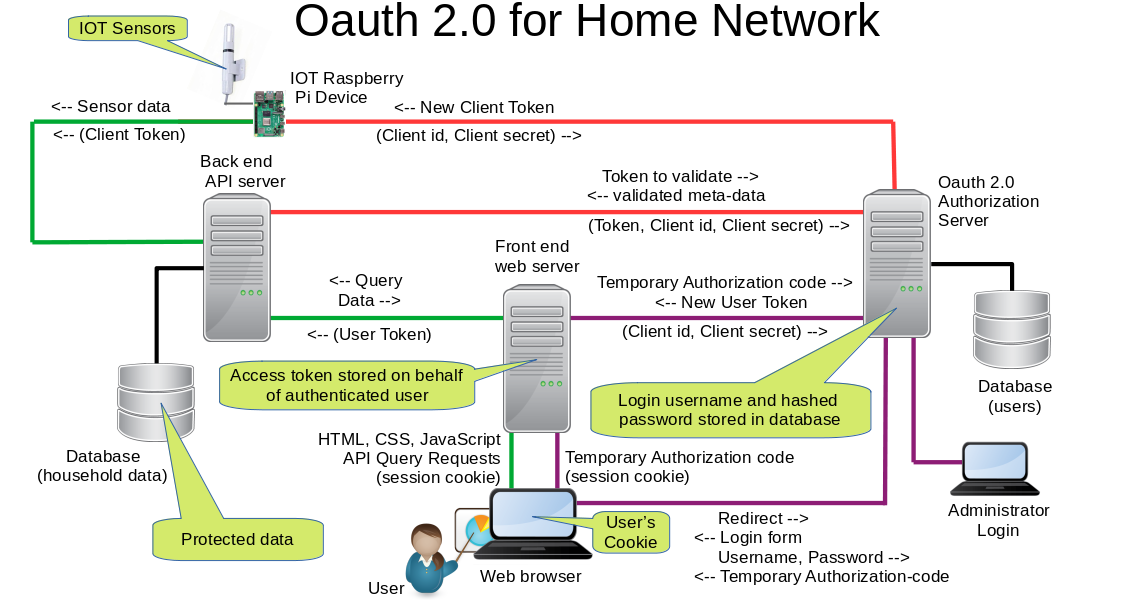 Oauth 2.0 for Home Network
IOT Sensors
IOT Raspberry
Pi Device
<-- Sensor data
<-- (Client Token)
<-- New Client Token
(Client id, Client secret) -->
Back end
API server
Token to validate -->
<-- validated meta-data
(Token, Client id, Client secret) -->
Oauth 2.0
Authorization
Server
Front end
web server
<-- Query
Data -->
<-- (User Token)
Temporary Authorization code -->
<-- New User Token
(Client id, Client secret) -->
Access token stored on behalf
of authenticated user
Login username and hashed
password stored in database
Database
(users)
Database
(household data)
HTML, CSS, JavaScript
API Query Requests
(session cookie)
Temporary Authorization code
(session cookie)
Protected data
User's
Cookie
Administrator
Login
Redirect -->
<-- Login form
Username, Password -->
<-- Temporary Authorization-code
Web browser
User